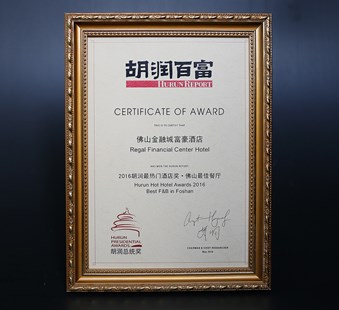 胡润百富
HURUN REPORT
CERTIFICATE OF AWARD
佛山金融城富豪酒店
Regal Financial Center Hotel
2016胡润最热门酒店奖·佛山最佳餐厅
Hurun Hot Hotel Awards 2016
Best F&B in Foshan
HURUN
PRESIDENTIAL
AWARDS
胡润总统奖